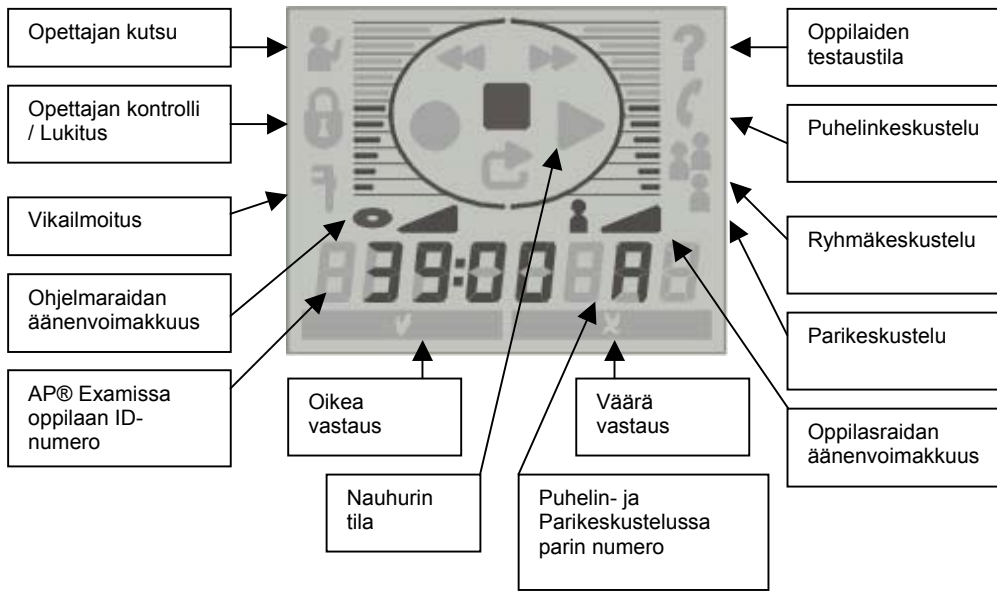 Opettajan kutsu
Opettajan kontrolli
/ Lukitus
Vikailmoitus
Ohjelmaraidan
äänenvoimakkuus
AP® Examissa
oppilaan ID-
numero
39:00 A
Oikea
vastaus
Väärä
vastaus
Nauhurin
tila
Puhelin- ja
Parikeskustelussa
parin numero
Oppilaiden
testaustila
Puhelinkeskustelu
Ryhmäkeskustelu
Parikeskustelu
Oppilasraidan
äänenvoimakkuus